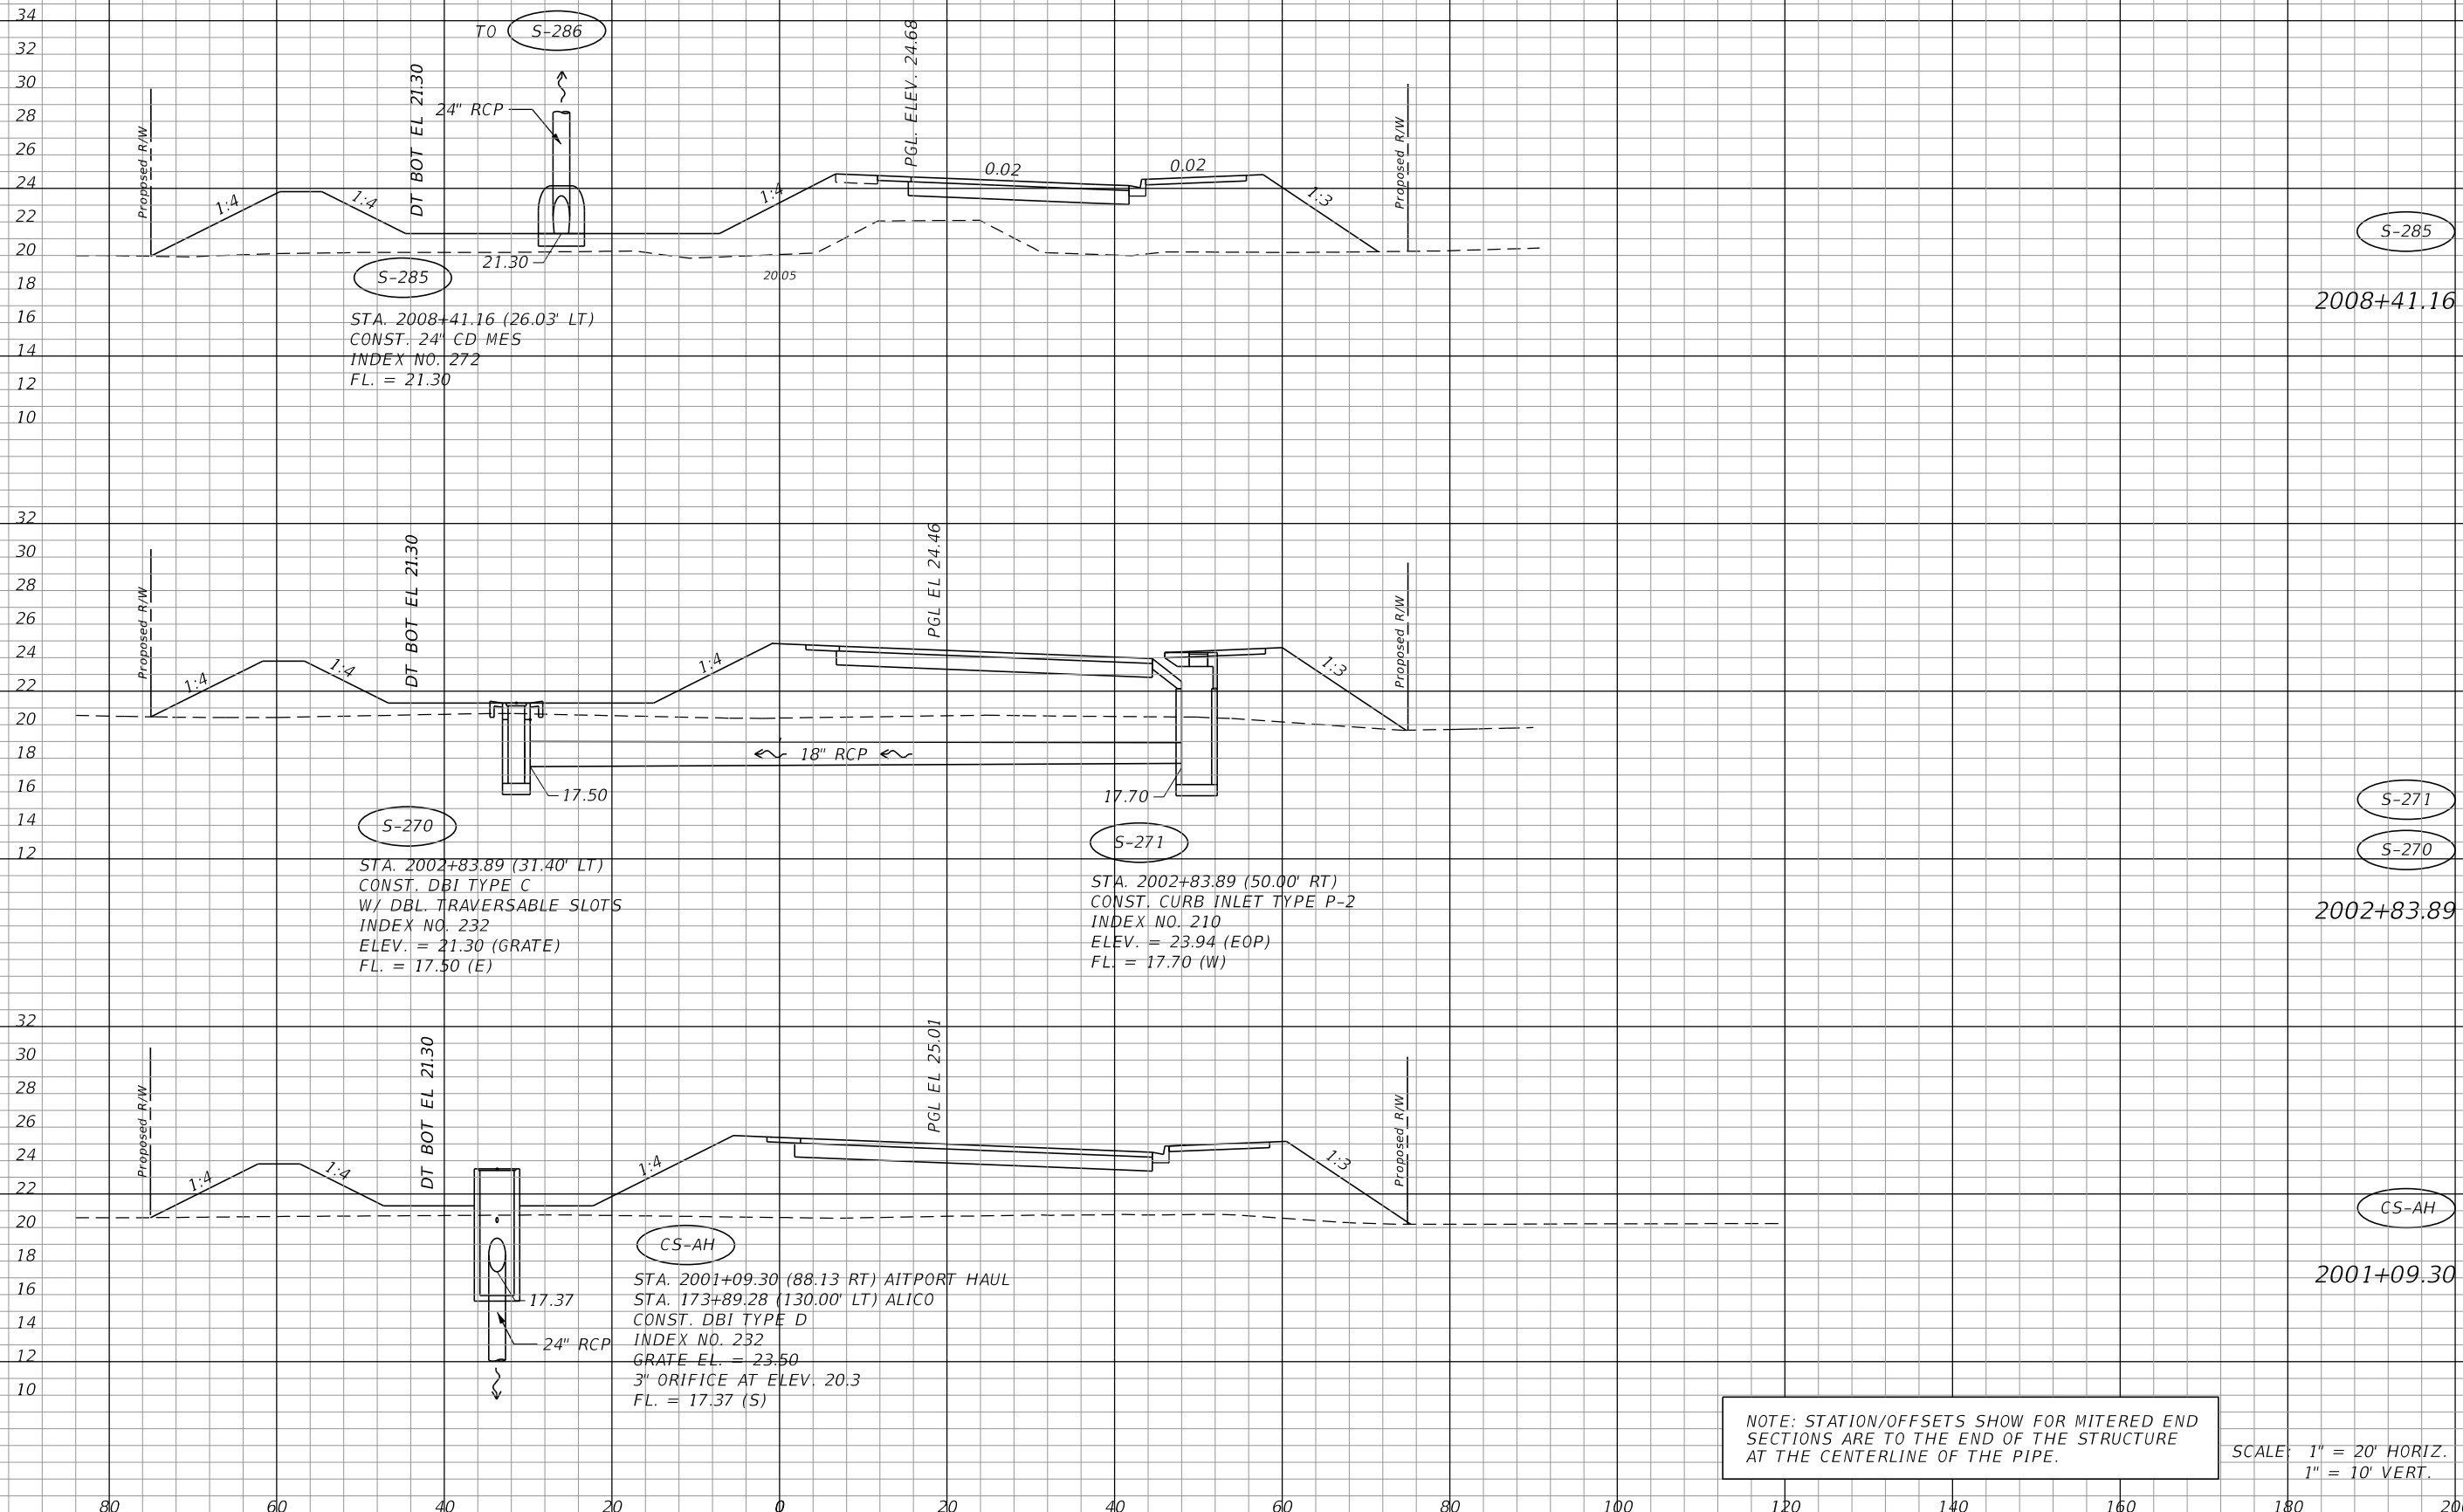 34
32
30
28
26
24
22
20
18
16
14
12
10
TO S-286
24" RCP
DT BOT EL 21.30
PGL. ELEV. 24.68
Proposed R/W
1:4
1:4
1:4
0.02
0.02
1:3
Proposed R/W
21.30
20.05
S-285
STA. 2008+41.16 (26.03' LT)
CONST. 24" CD MES
INDEX NO. 272
FL. = 21.30
S-285
2008+41.16
32
30
28
26
24
22
20
18
16
14
12
Proposed R/W
DT BOT EL 21.30
PGL EL 24.46
1:4
1:4
1:4
1:3
Proposed R/W
18" RCP
17.50
17.70
S-270
STA. 2002+83.89 (31.40' LT)
CONST. DBI TYPE C
W/ DBL. TRAVERSABLE SLOTS
INDEX NO. 232
ELEV. = 21.30 (GRATE)
FL. = 17.50 (E)
S-271
STA. 2002+83.89 (50.00' RT)
CONST. CURB INLET TYPE P-2
INDEX NO. 210
ELEV. = 23.94 (EOP)
FL. = 17.70 (W)
S-271
S-270
2002+83.89
32
30
28
26
24
22
20
18
16
14
12
10
Proposed R/W
DT BOT EL 21.30
PGL EL 25.01
1:4
1:4
1:4
1:3
Proposed R/W
17.37
24" RCP
CS-AH
STA. 2001+09.30 (88.13 RT) AITPORT HAUL
STA. 173+89.28 (130.00' LT) ALICO
CONST. DBI TYPE D
INDEX NO. 232
GRATE EL. = 23.50
3" ORIFICE AT ELEV. 20.3
FL. = 17.37 (S)
CS-AH
2001+09.30
NOTE: STATION/OFFSETS SHOW FOR MITERED END
SECTIONS ARE TO THE END OF THE STRUCTURE
AT THE CENTERLINE OF THE PIPE.
SCALE: 1" = 20' HORIZ.
1" = 10' VERT.
80 60 40 20 0 20 40 60 80 100 120 140 160 180 200